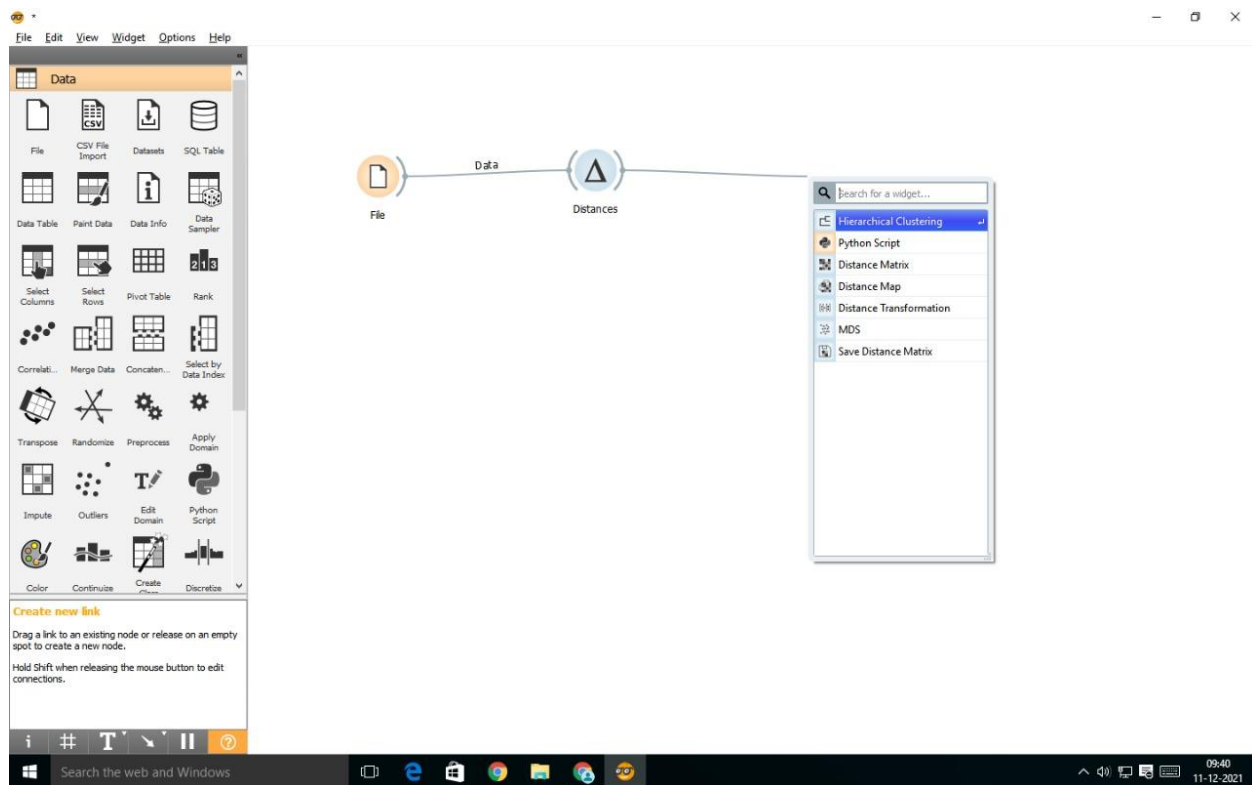 *
File Edit View Widget Options Help
«
Data
File
CSV
CSV File
Import
Datasets
SQL Table
Data Table
Paint Data
Data Info
Data
Sampler
Select
Columns
Select
Rows
Pivot Table
2 1 3
Rank
Correlati...
Merge Data
Concaten...
Select by
Data Index
Transpose
Randomize
Preprocess
Apply
Domain
Impute
Outliers
Edit
Domain
Python
Script
Color
Continuize
Create
Discretize
Create new link
Drag a link to an existing node or release on an empty
spot to create a new node.
Hold Shift when releasing the mouse button to edit
connections.
i # T ?
File
Data
Δ
Distances
Search for a widget...
Hierarchical Clustering
Python Script
Distance Matrix
Distance Map
Distance Transformation
MDS
Save Distance Matrix
Search the web and Windows
09:40
11-12-2021